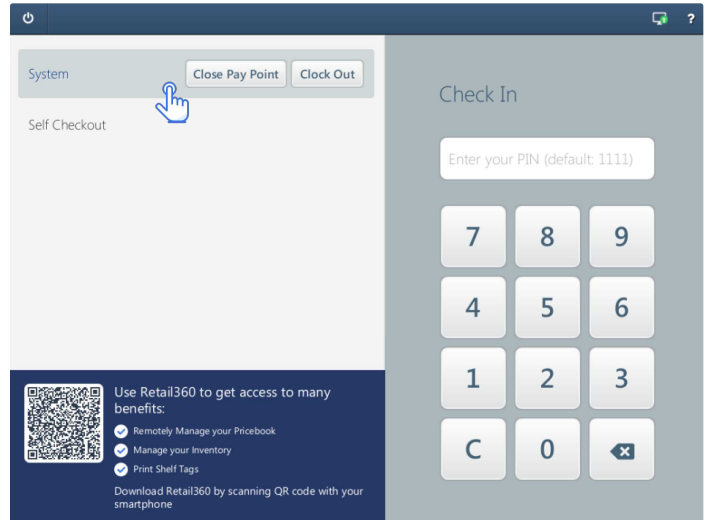 ?
System
Close Pay Point
Clock Out
Self Checkout
Check In
Enter your PIN (default: 1111)
7 8 9
4 5 6
1 2 3
C 0
Use Retail360 to get access to many
benefits:
Remotely Manage your Pricebook
Manage your Inventory
Print Shelf Tags
Download Retail360 by scanning QR code with your
smartphone